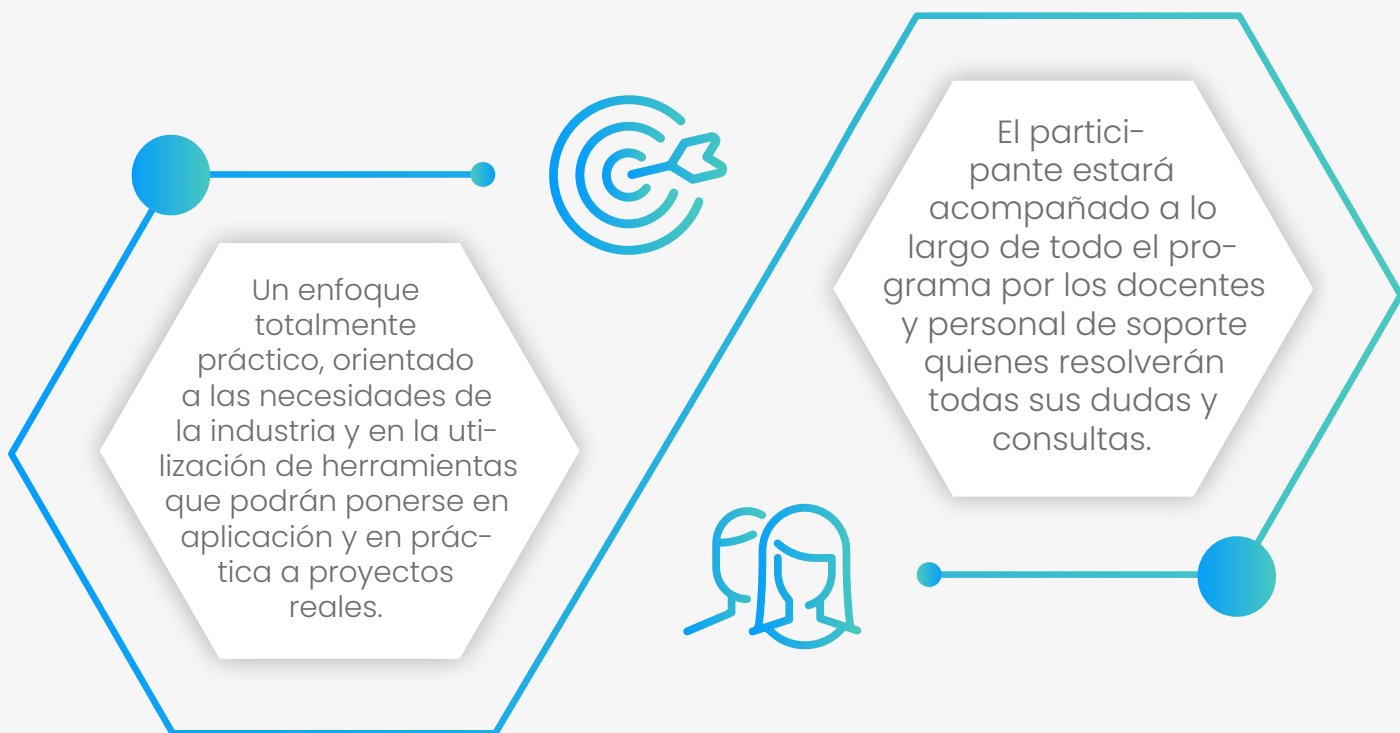 Un enfoque
totalmente
práctico, orientado
a las necesidades de
la industria y en la uti-
lización de herramientas
que podrán ponerse en
aplicación y en prác-
tica a proyectos
reales.
El partici-
pante estará
acompañado a lo
largo de todo el pro-
grama por los docentes
y personal de soporte
quienes resolverán
todas sus dudas y
consultas.